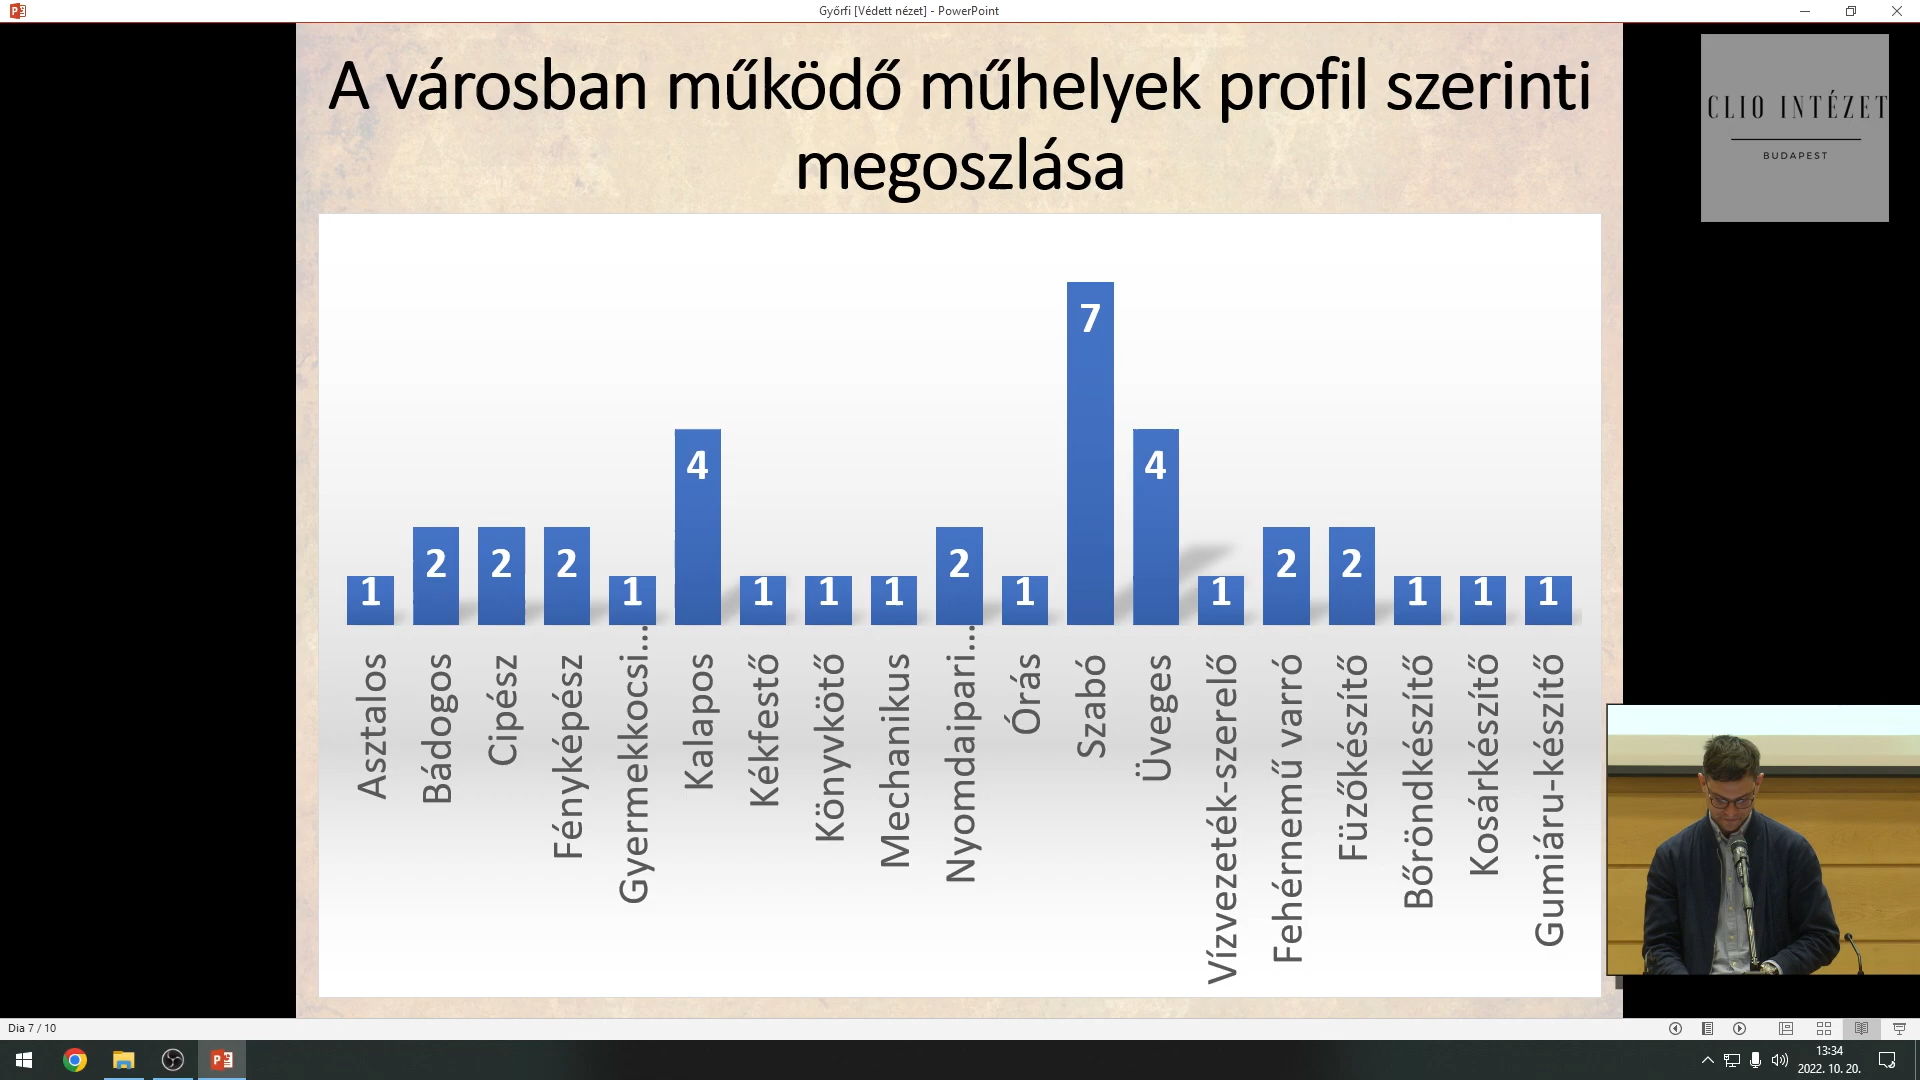 Győrfi [Védett nézet] - PowerPoint
A városban működő műhelyek profil szerinti
megoszlása
CLIO INTÉZET
BUDAPEST
1
2
2
2
1
4
1
1
1
2
1
7
4
1
2
2
1
1
1
Asztalos
Bádogos
Cipész
Fényképész
Gyermekkocsi...
Kalapos
Kékfestő
Könyvkötő
Mechanikus
Nyomdaipari...
Órás
Szabó
Üveges
Vízvezeték-szerelő
Fehérnemű varró
Fűzőkészítő
Bőröndkészítő
Kosárkészítő
Gumiáru-készítő
Dia 7 / 10
13:34
2022. 10. 20.